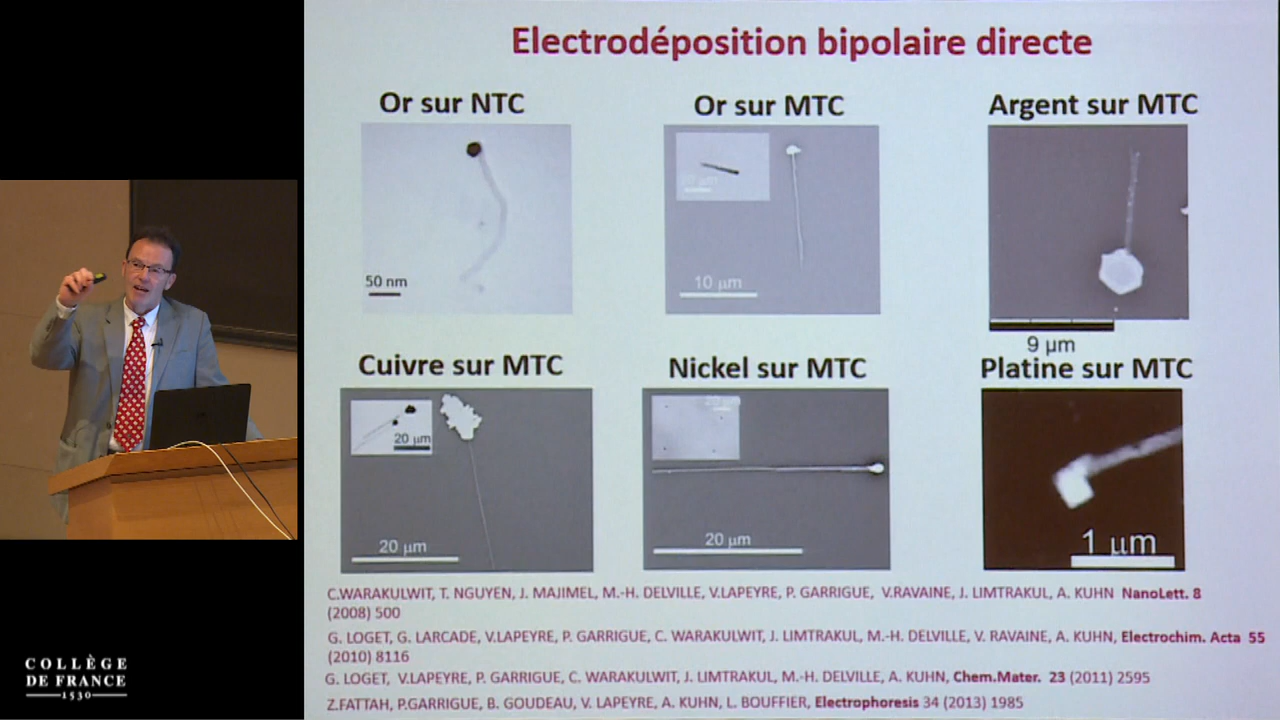 Electrodéposition bipolaire directe
Or sur NTC
Or sur MTC
Argent sur MTC
50 nm
10 µm
9 µm
Cuivre sur MTC
Nickel sur MTC
Platine sur MTC
20 µm
20 µm
20 µm
1 µm
C.WARAKULWIT, T. NGUYEN, J. MAJIMEL, M.-H. DELVILLE, V.LAPEYRE, P. GARRIGUE, V.RAVAINE, J. LIMTRAKUL, A. KUHN NanoLett. 8
(2008) 500
G. LOGET, G. LARCADE, V.LAPEYRE, P. GARRIGUE, C. WARAKULWIT, J. LIMTRAKUL, M.-H. DELVILLE, V. RAVAINE, A. KUHN, Electrochim. Acta 55
(2010) 8116
G. LOGET, V.LAPEYRE, P. GARRIGUE, C. WARAKULWIT, J. LIMTRAKUL, M.-H. DELVILLE, A. KUHN, Chem.Mater. 23 (2011) 2595
Z.FATTAH, P.GARRIGUE, B. GOUDEAU, V. LAPEYRE, A. KUHN, L. BOUFFIER, Electrophoresis 34 (2013) 1985
COLLÈGE
DE FRANCE
1530